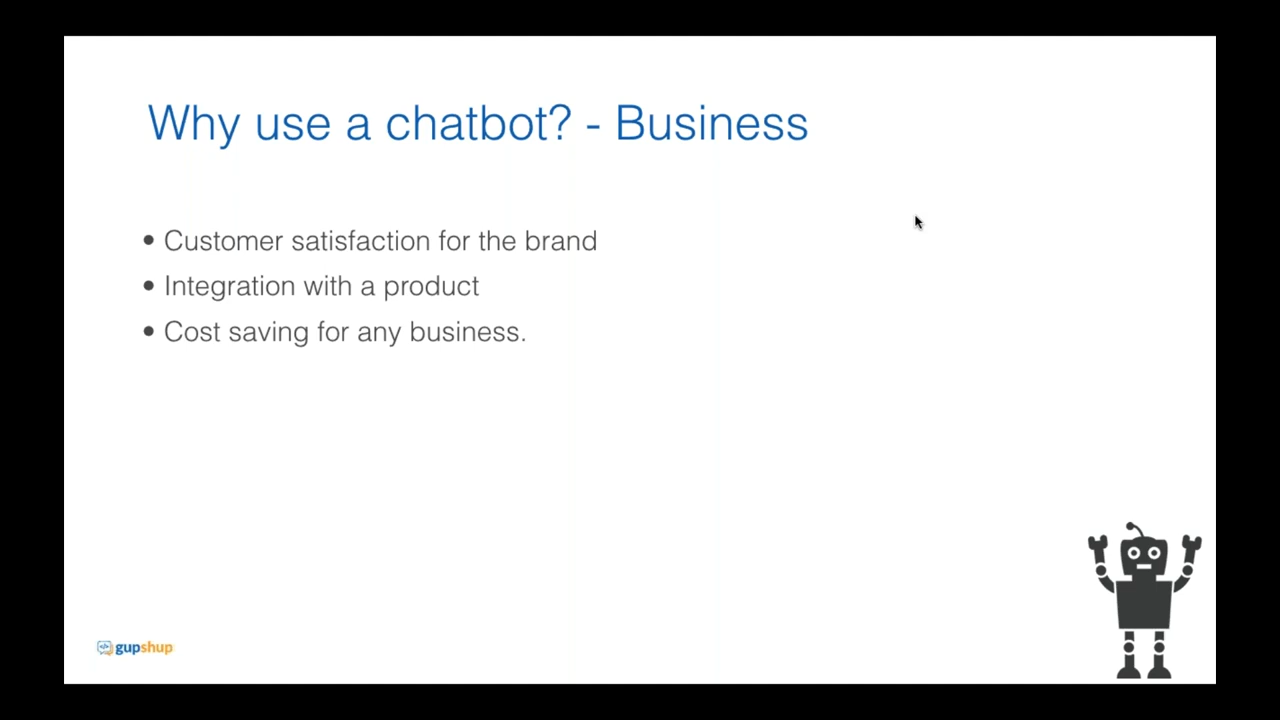 Why use a chatbot? - Business
• Customer satisfaction for the brand
• Integration with a product
• Cost saving for any business.
gupshup